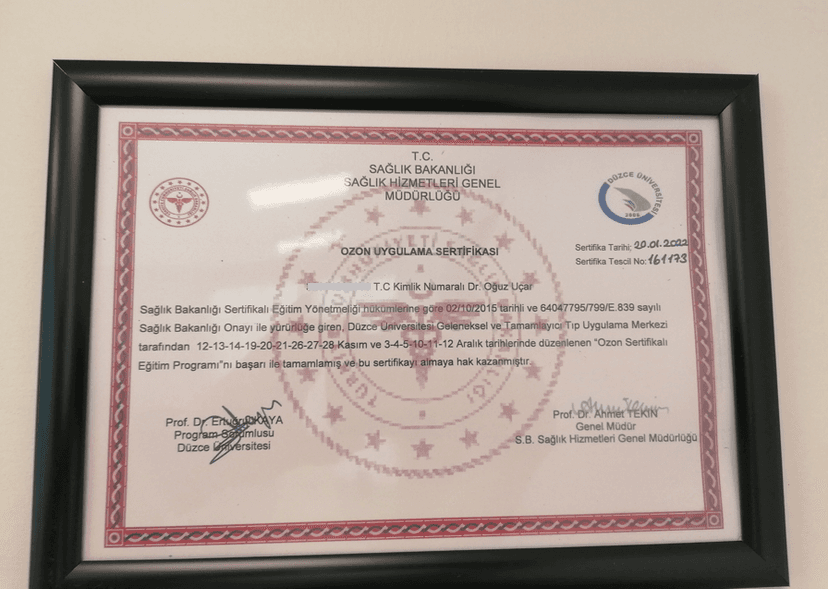 T.C.
SAĞLIK BAKANLIĞI
SAĞLIK HİZMETLERİ GENEL
MÜDÜRLÜĞÜ
DÜZCE ÜNİVERSİTESİ
2006
Sertifika Tarihi: 20.01.2022
Sertifika Tescil No: 161173
OZON UYGULAMA SERTİFİKASI
T.C Kimlik Numaralı Dr. Oğuz Uçar
Sağlık Bakanlığı Sertifikalı Eğitim Yönetmeliği hükümlerine göre 02/10/2015 tarihli ve 64047795/799/E.839 sayılı
Sağlık Bakanlığı Onayı ile yürürlüğe giren, Düzce Üniversitesi Geleneksel ve Tamamlayıcı Tıp Uygulama Merkezi
tarafından 12-13-14-19-20-21-26-27-28 Kasım ve 3-4-5-10-11-12 Aralık tarihlerinde düzenlenen "Ozon Sertifikalı
Eğitim Programı"nı başarı ile tamamlamış ve bu sertifikayı almaya hak kazanmıştır.
Prof. Dr. Ertuğrul KAYA
Program Sorumlusu
Düzce Üniversitesi
Prof. Dr. Ahmet TEKİN
Genel Müdür
S.B. Sağlık Hizmetleri Genel Müdürlüğü